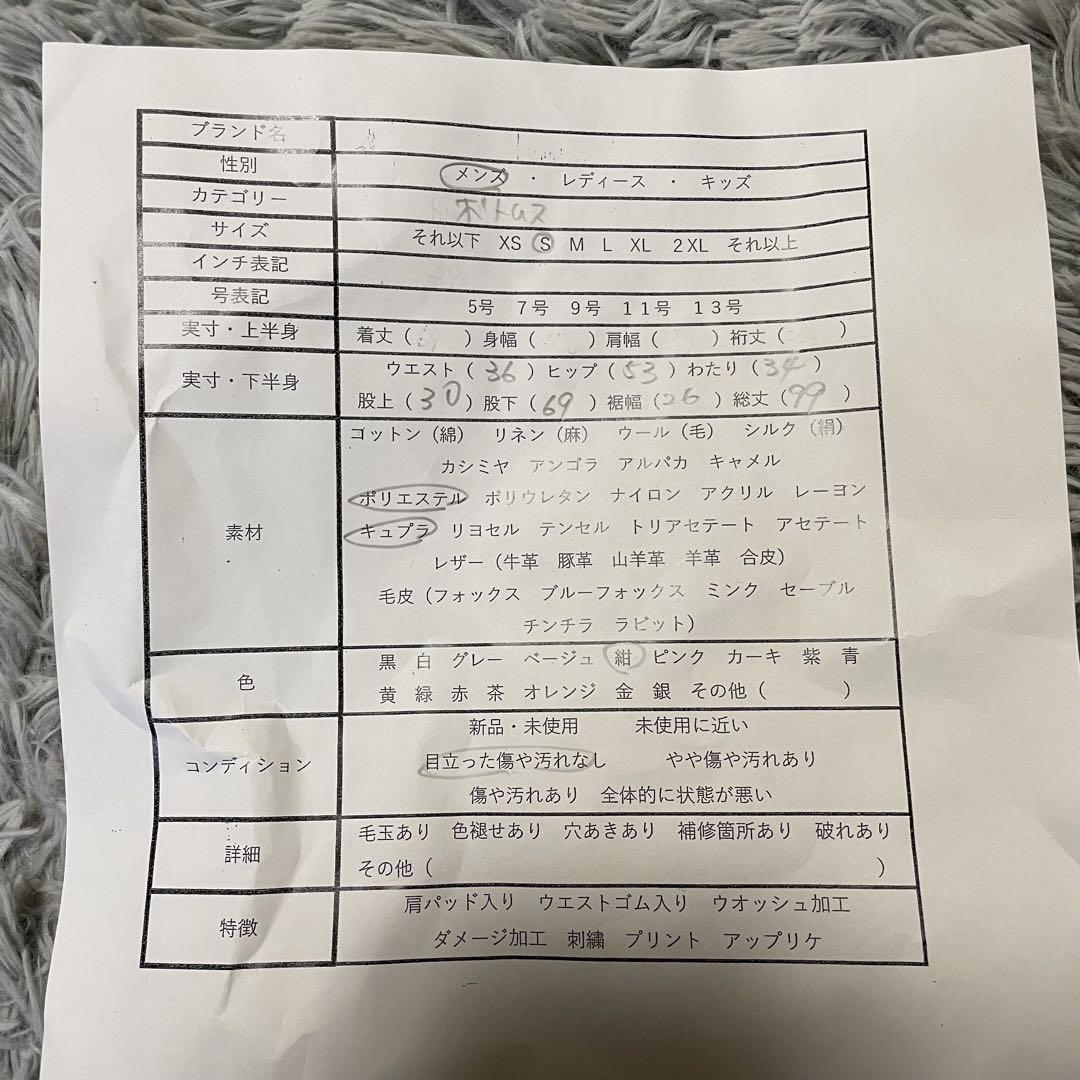 ブランド名
性別 メンズ ・ レディース ・ キッズ
カテゴリー ボトムス
サイズ それ以下 XS S M L XL 2XL それ以上
インチ表記
号表記 5号 7号 9号 11号 13号
実寸・上半身 着丈( )身幅( )肩幅( )裄丈( )
実寸・下半身 ウエスト(36)ヒップ(53)わたり(34)
股上(30)股下(69)裾幅(26)総丈(99)
素材
コットン(綿) リネン(麻) ウール(毛) シルク(絹)
カシミヤ アンゴラ アルパカ キャメル
ポリエステル ポリウレタン ナイロン アクリル レーヨン
キュプラ リヨセル テンセル トリアセテート アセテート
レザー(牛革 豚革 山羊革 羊革 合皮)
毛皮(フォックス ブルーフォックス ミンク セーブル
チンチラ ラビット)
色 黒 白 グレー ベージュ 紺 ピンク カーキ 紫 青
黄 緑 赤 茶 オレンジ 金 銀 その他( )
コンディション
新品・未使用 未使用に近い
目立った傷や汚れなし やや傷や汚れあり
傷や汚れあり 全体的に状態が悪い
詳細 毛玉あり 色褪せあり 穴あきあり 補修箇所あり 破れあり
その他( )
特徴 肩パッド入り ウエストゴム入り ウオッシュ加工
ダメージ加工 刺繍 プリント アップリケ